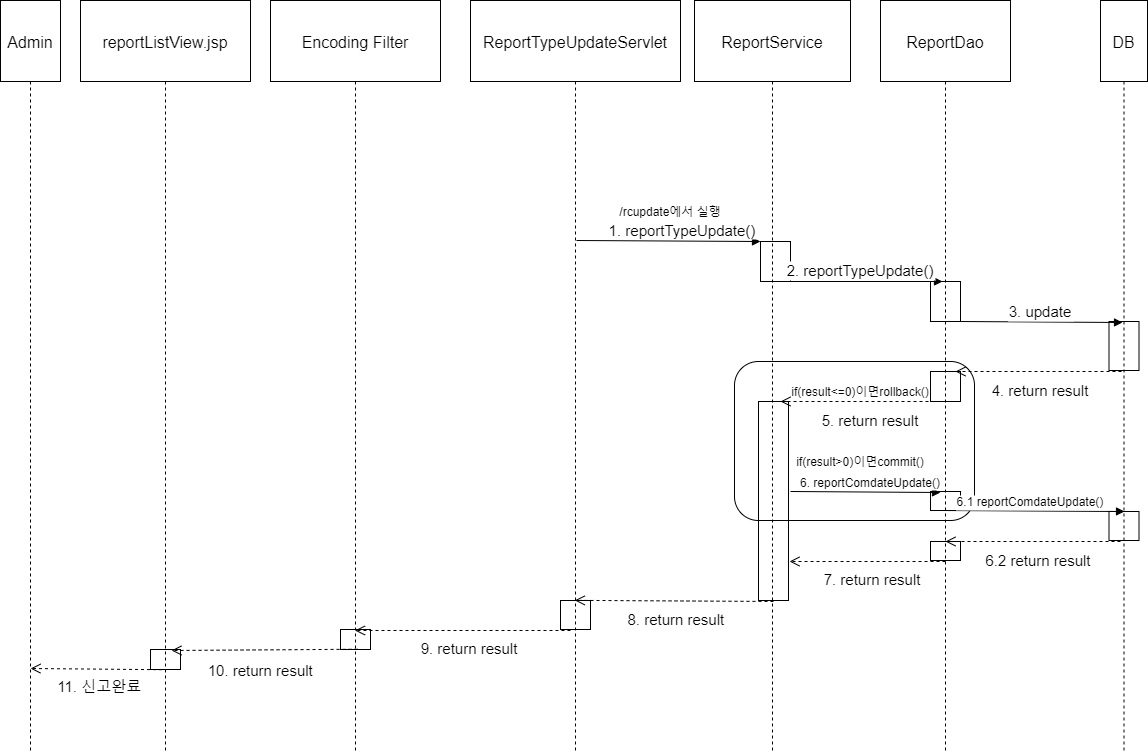 Admin
reportListView.jsp
Encoding Filter
ReportTypeUpdateServlet
ReportService
ReportDao
DB
/rcupdate에서 실행
1. reportTypeUpdate()
2. reportTypeUpdate()
3. update
4. return result
if(result<=0)이면rollback()
5. return result
if(result>0)이면commit()
6. reportComdateUpdate()
6.1 reportComdateUpdate()
6.2 return result
7. return result
8. return result
9. return result
10. return result
11. 신고완료